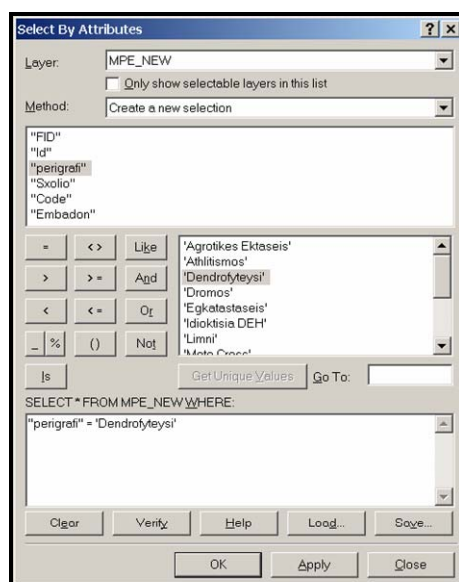 Select By Attributes ? X
Layer: MPE_NEW
Only show selectable layers in this list
Method: Create a new selection
"FID"
"Id"
"perigrafi"
"Sxolio"
"Code"
"Embadon"
= <> Like
> >= And
< <= Or
_ % () Not
Is
'Agrotikes Ektaseis'
'Athlitismos'
'Dendrofyteysi'
'Dromos'
'Egkatastaseis'
'Idioktisia DEH'
'Limni'
'Moto Cross'
Get Unique Values Go To:
SELECT * FROM MPE_NEW WHERE:
"perigrafi" = 'Dendrofyteysi'
Clear Verify Help Load... Save...
OK Apply Close